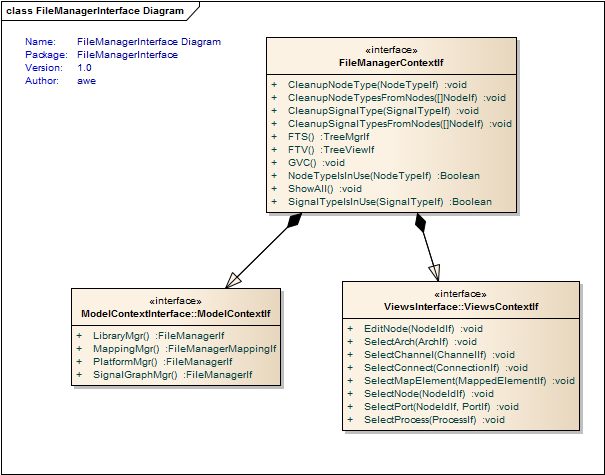 class FileManagerInterface Diagram
Name: FileManagerInterface Diagram
Package: FileManagerInterface
Version: 1.0
Author: awe
«interface»
FileManagerContextIf
+ CleanupNodeType(NodeTypeIf) :void
+ CleanupNodeTypesFromNodes([]NodeIf) :void
+ CleanupSignalType(SignalTypeIf) :void
+ CleanupSignalTypesFromNodes([]NodeIf) :void
+ FTS() :TreeMgrIf
+ FTV() :TreeViewIf
+ GVC() :void
+ NodeTypeIsInUse(NodeTypeIf) :Boolean
+ ShowAll() :void
+ SignalTypeIsInUse(SignalTypeIf) :Boolean
«interface»
ModelContextInterface::ModelContextIf
+ LibraryMgr() :FileManagerIf
+ MappingMgr() :FileManagerMappingIf
+ PlatformMgr() :FileManagerIf
+ SignalGraphMgr() :FileManagerIf
«interface»
ViewsInterface::ViewsContextIf
+ EditNode(NodeIdIf) :void
+ SelectArch(ArchIf) :void
+ SelectChannel(ChannelIf) :void
+ SelectConnect(ConnectionIf) :void
+ SelectMapElement(MappedElementIf) :void
+ SelectNode(NodeIdIf) :void
+ SelectPort(NodeIdIf, PortIf) :void
+ SelectProcess(ProcessIf) :void